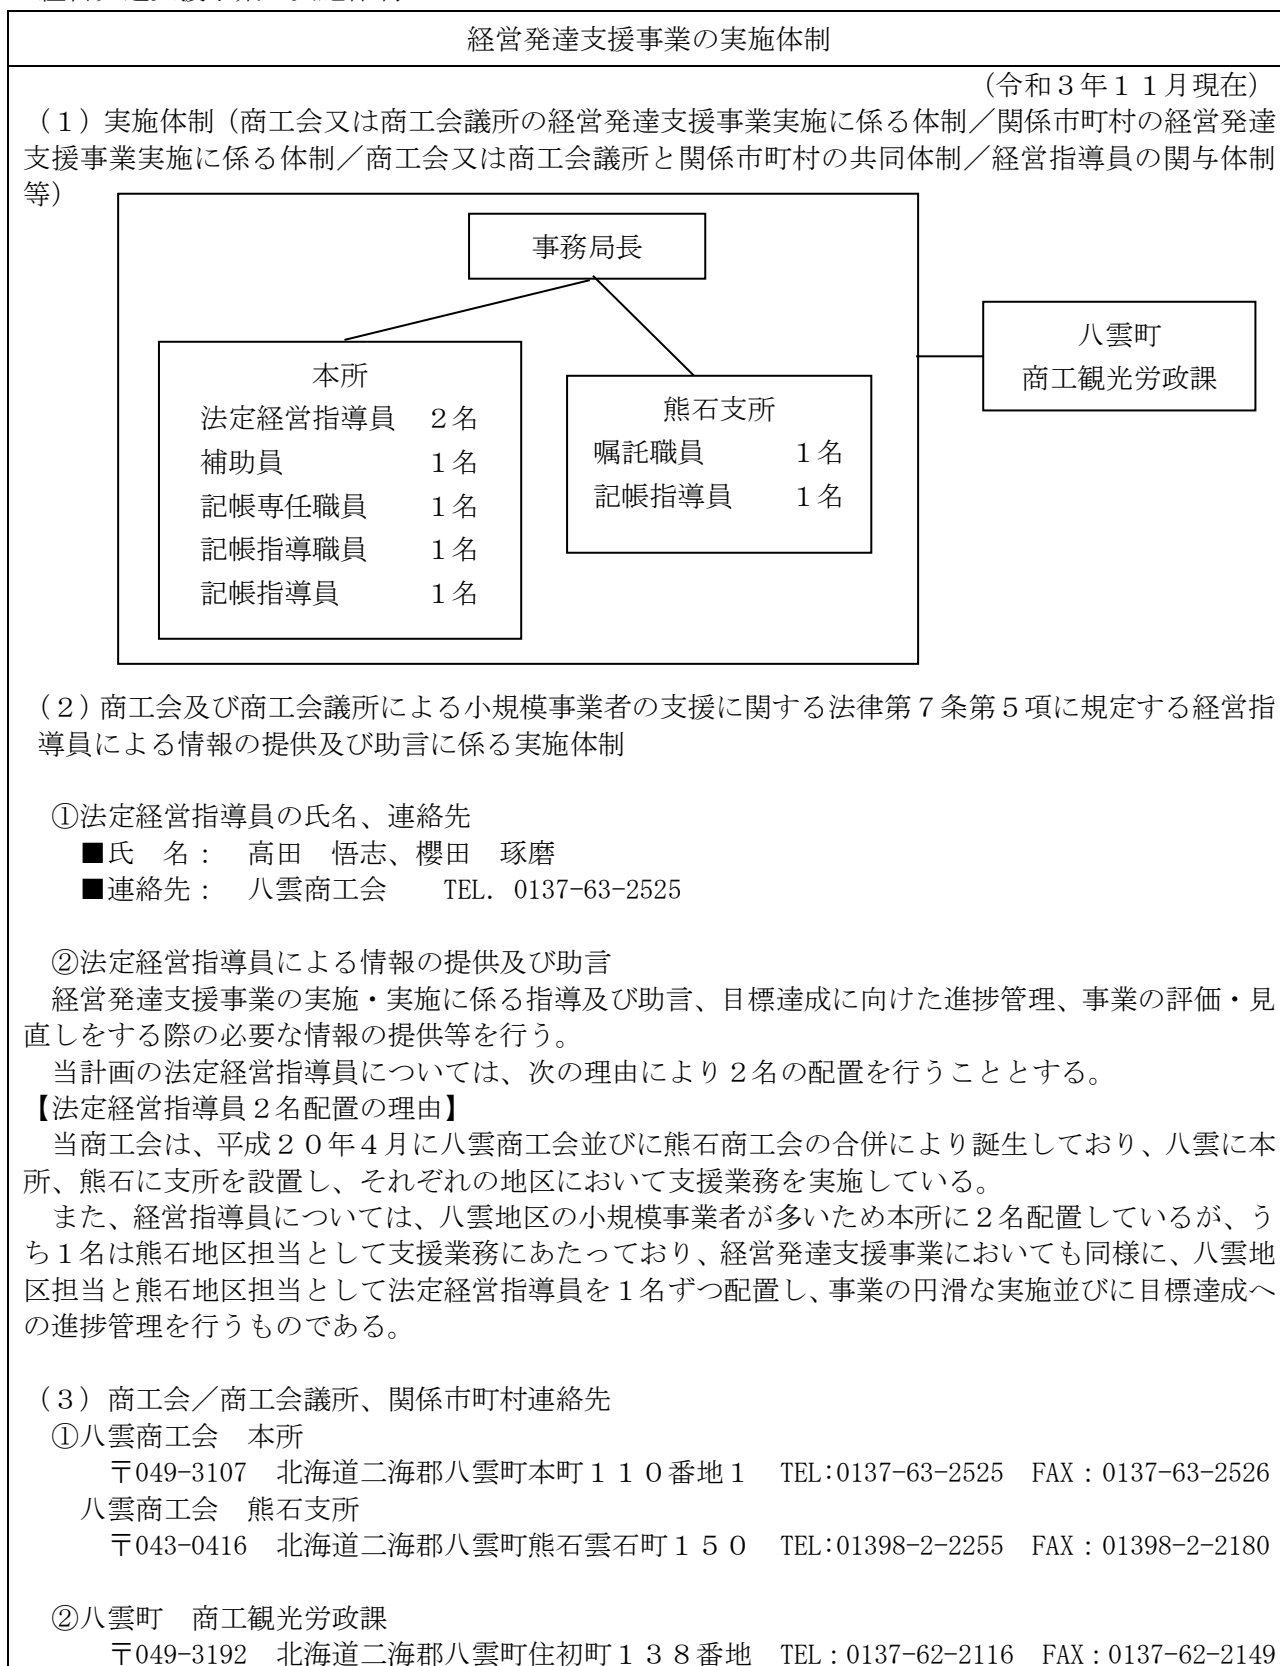 経営発達支援事業の実施体制
(令和3年11月現在)
(1)実施体制(商工会又は商工会議所の経営発達支援事業実施に係る体制/関係市町村の経営発達
支援事業実施に係る体制/商工会又は商工会議所と関係市町村の共同体制/経営指導員の関与体制
等)
事務局長
本所
法定経営指導員 2名
補助員 1名
記帳専任職員 1名
記帳指導職員 1名
記帳指導員 1名
熊石支所
嘱託職員 1名
記帳指導員 1名
八雲町
商工観光労政課
(2)商工会及び商工会議所による小規模事業者の支援に関する法律第7条第5項に規定する経営指
導員による情報の提供及び助言に係る実施体制
①法定経営指導員の氏名、連絡先
■氏 名: 高田 悟志、櫻田 琢磨
■連絡先: 八雲商工会 TEL. 0137-63-2525
②法定経営指導員による情報の提供及び助言
経営発達支援事業の実施・実施に係る指導及び助言、目標達成に向けた進捗管理、事業の評価・見
直しをする際の必要な情報の提供等を行う。
当計画の法定経営指導員については、次の理由により2名の配置を行うこととする。
【法定経営指導員2名配置の理由】
当商工会は、平成20年4月に八雲商工会並びに熊石商工会の合併により誕生しており、八雲に本
所、熊石に支所を設置し、それぞれの地区において支援業務を実施している。
また、経営指導員については、八雲地区の小規模事業者が多いため本所に2名配置しているが、う
ち1名は熊石地区担当として支援業務にあたっており、経営発達支援事業においても同様に、八雲地
区担当と熊石地区担当として法定経営指導員を1名ずつ配置し、事業の円滑な実施並びに目標達成へ
の進捗管理を行うものである。
(3)商工会/商工会議所、関係市町村連絡先
①八雲商工会 本所
〒049-3107 北海道二海郡八雲町本町110番地1 TEL:0137-63-2525 FAX:0137-63-2526
八雲商工会 熊石支所
〒043-0416 北海道二海郡八雲町熊石雲石町150 TEL:01398-2-2255 FAX:01398-2-2180
②八雲町 商工観光労政課
〒049-3192 北海道二海郡八雲町住初町138番地 TEL:0137-62-2116 FAX:0137-62-2149